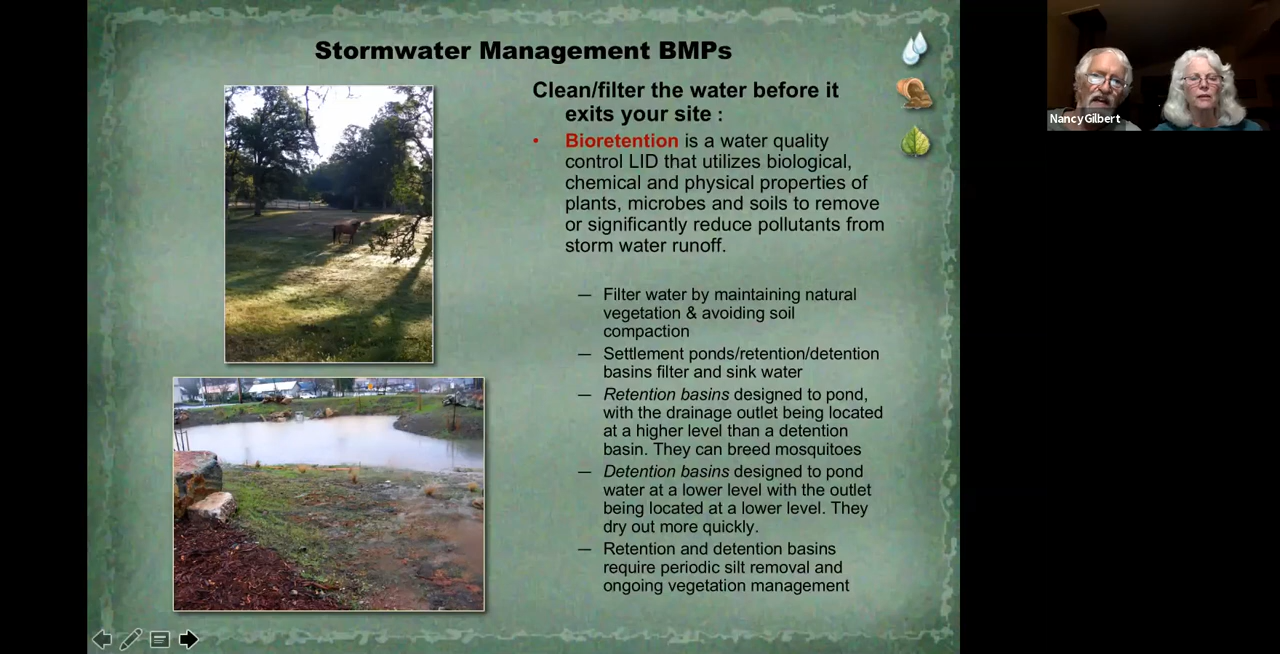 Stormwater Management BMPs
Clean/filter the water before it
exits your site :
• Bioretention is a water quality
control LID that utilizes biological,
chemical and physical properties of
plants, microbes and soils to remove
or significantly reduce pollutants from
storm water runoff.
— Filter water by maintaining natural
vegetation & avoiding soil
compaction
— Settlement ponds/retention/detention
basins filter and sink water
— Retention basins designed to pond,
with the drainage outlet being located
at a higher level than a detention
basin. They can breed mosquitoes
— Detention basins designed to pond
water at a lower level with the outlet
being located at a lower level. They
dry out more quickly.
— Retention and detention basins
require periodic silt removal and
ongoing vegetation management
Nancy Gilbert